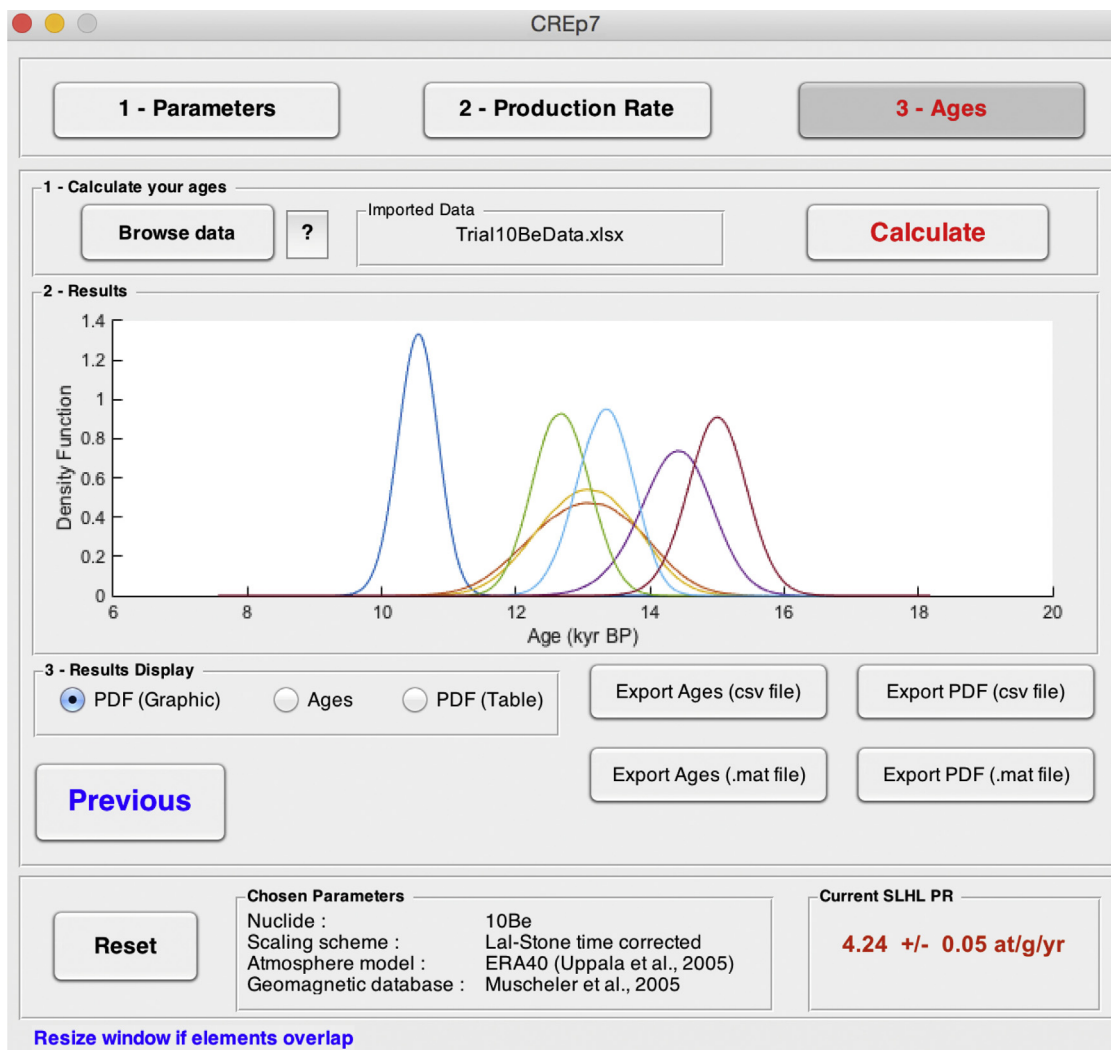 CREp7
1 - Parameters
2 - Production Rate
3 - Ages
1 - Calculate your ages
Browse data
?
Imported Data
Trial10BeData.xlsx
Calculate
2 - Results
1.4
1.2
1
0.8
0.6
0.4
0.2
0
Density Function
6 8 10 12 14 16 18 20
Age (kyr BP)
3 - Results Display
PDF (Graphic) Ages PDF (Table)
Export Ages (csv file)
Export PDF (csv file)
Export Ages (.mat file)
Export PDF (.mat file)
Previous
Reset
Chosen Parameters
Nuclide : 10Be
Scaling scheme : Lal-Stone time corrected
Atmosphere model : ERA40 (Uppala et al., 2005)
Geomagnetic database : Muscheler et al., 2005
Current SLHL PR
4.24 +/- 0.05 at/g/yr
Resize window if elements overlap